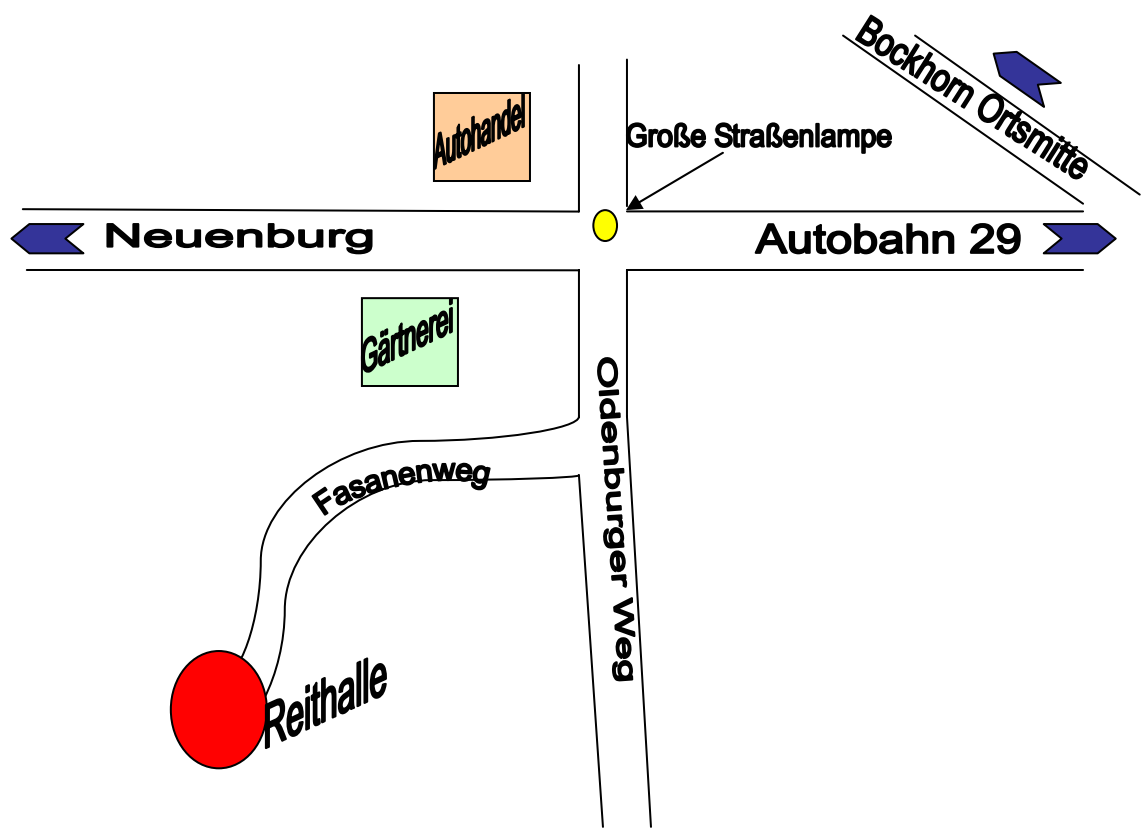 Bockhorn Ortsmitte
Autohandel
Große Straßenlampe
Neuenburg
Autobahn 29
Gärtnerei
Oldenburger Weg
Fasanenweg
Reithalle